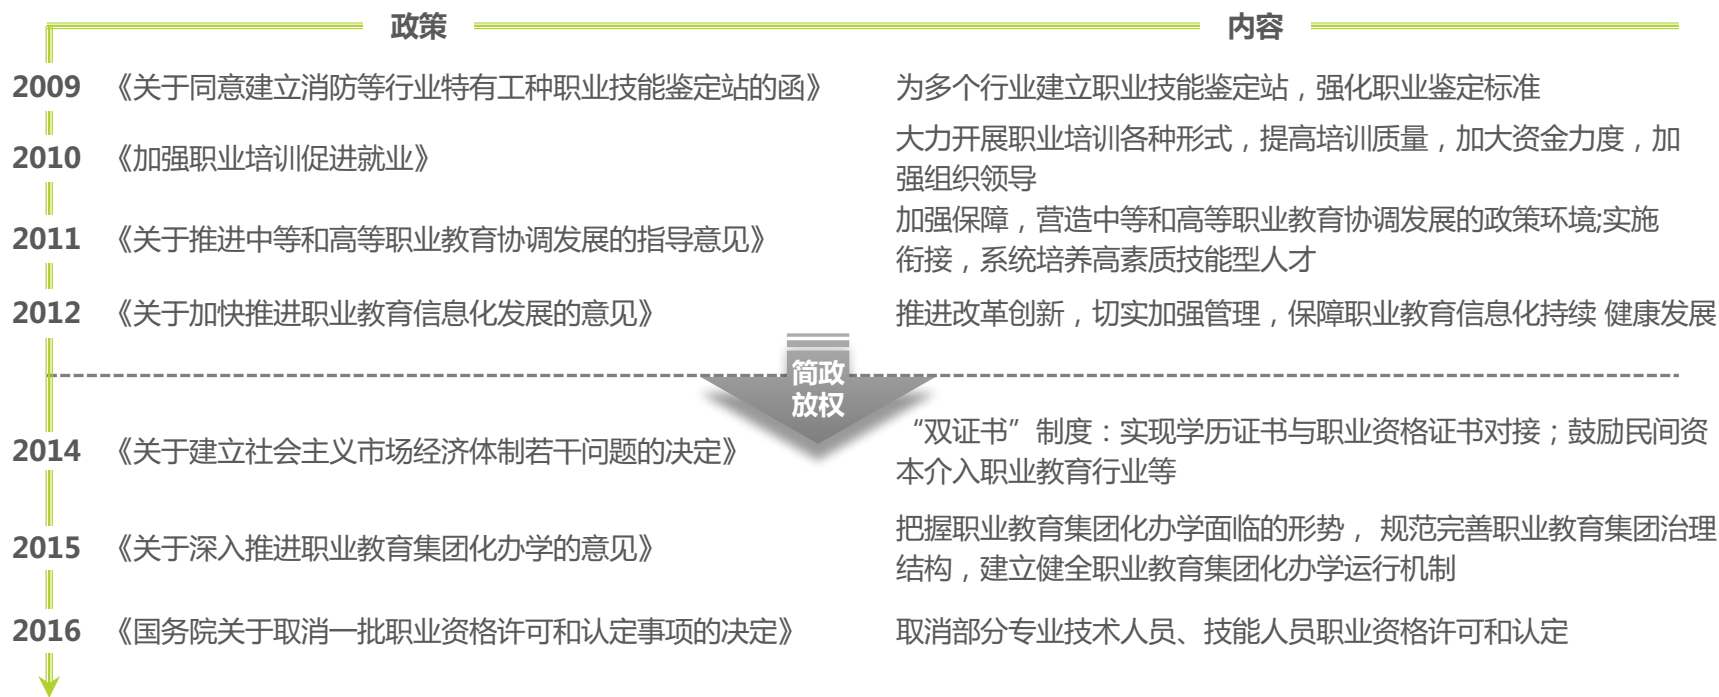 政策 内容
2009 《关于同意建立消防等行业特有工种职业技能鉴定站的函》 为多个行业建立职业技能鉴定站，强化职业鉴定标准
2010 《加强职业培训促进就业》 大力开展职业培训各种形式，提高培训质量，加大资金力度，加
强组织领导
2011 《关于推进中等和高等职业教育协调发展的指导意见》 加强保障，营造中等和高等职业教育协调发展的政策环境;实施
衔接，系统培养高素质技能型人才
2012 《关于加快推进职业教育信息化发展的意见》 推进改革创新，切实加强管理，保障职业教育信息化持续 健康发展
简政
放权
2014 《关于建立社会主义市场经济体制若干问题的决定》 “双证书”制度：实现学历证书与职业资格证书对接；鼓励民间资
本介入职业教育行业等
2015 《关于深入推进职业教育集团化办学的意见》 把握职业教育集团化办学面临的形势， 规范完善职业教育集团治理
结构，建立健全职业教育集团化办学运行机制
2016 《国务院关于取消一批职业资格许可和认定事项的决定》 取消部分专业技术人员、技能人员职业资格许可和认定